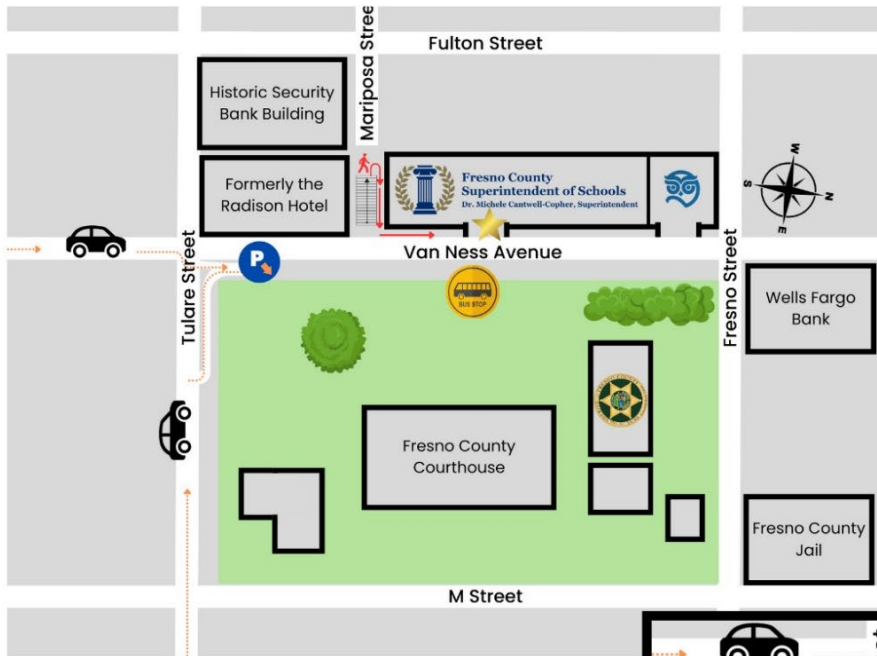 Mariposa Stree
Fulton Street
Historic Security
Bank Building
Formerly the
Radison Hotel
Fresno County
Superintendent of Schools
Dr. Michele Cantwell-Copher, Superintendent
W
S
N
E
Tulare Street
P
Van Ness Avenue
BUS STOP
Fresno Street
Wells Fargo
Bank
Fresno County
Courthouse
Fresno County
Jail
M Street